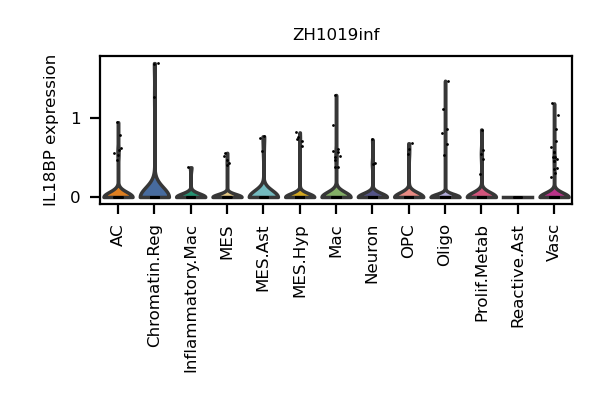 ZH1019inf
IL18BP expression
1
0
AC
Chromatin.Reg
Inflammatory.Mac
MES
MES.Ast
MES.Hyp
Mac
Neuron
OPC
Oligo
Prolif.Metab
Reactive.Ast
Vasc